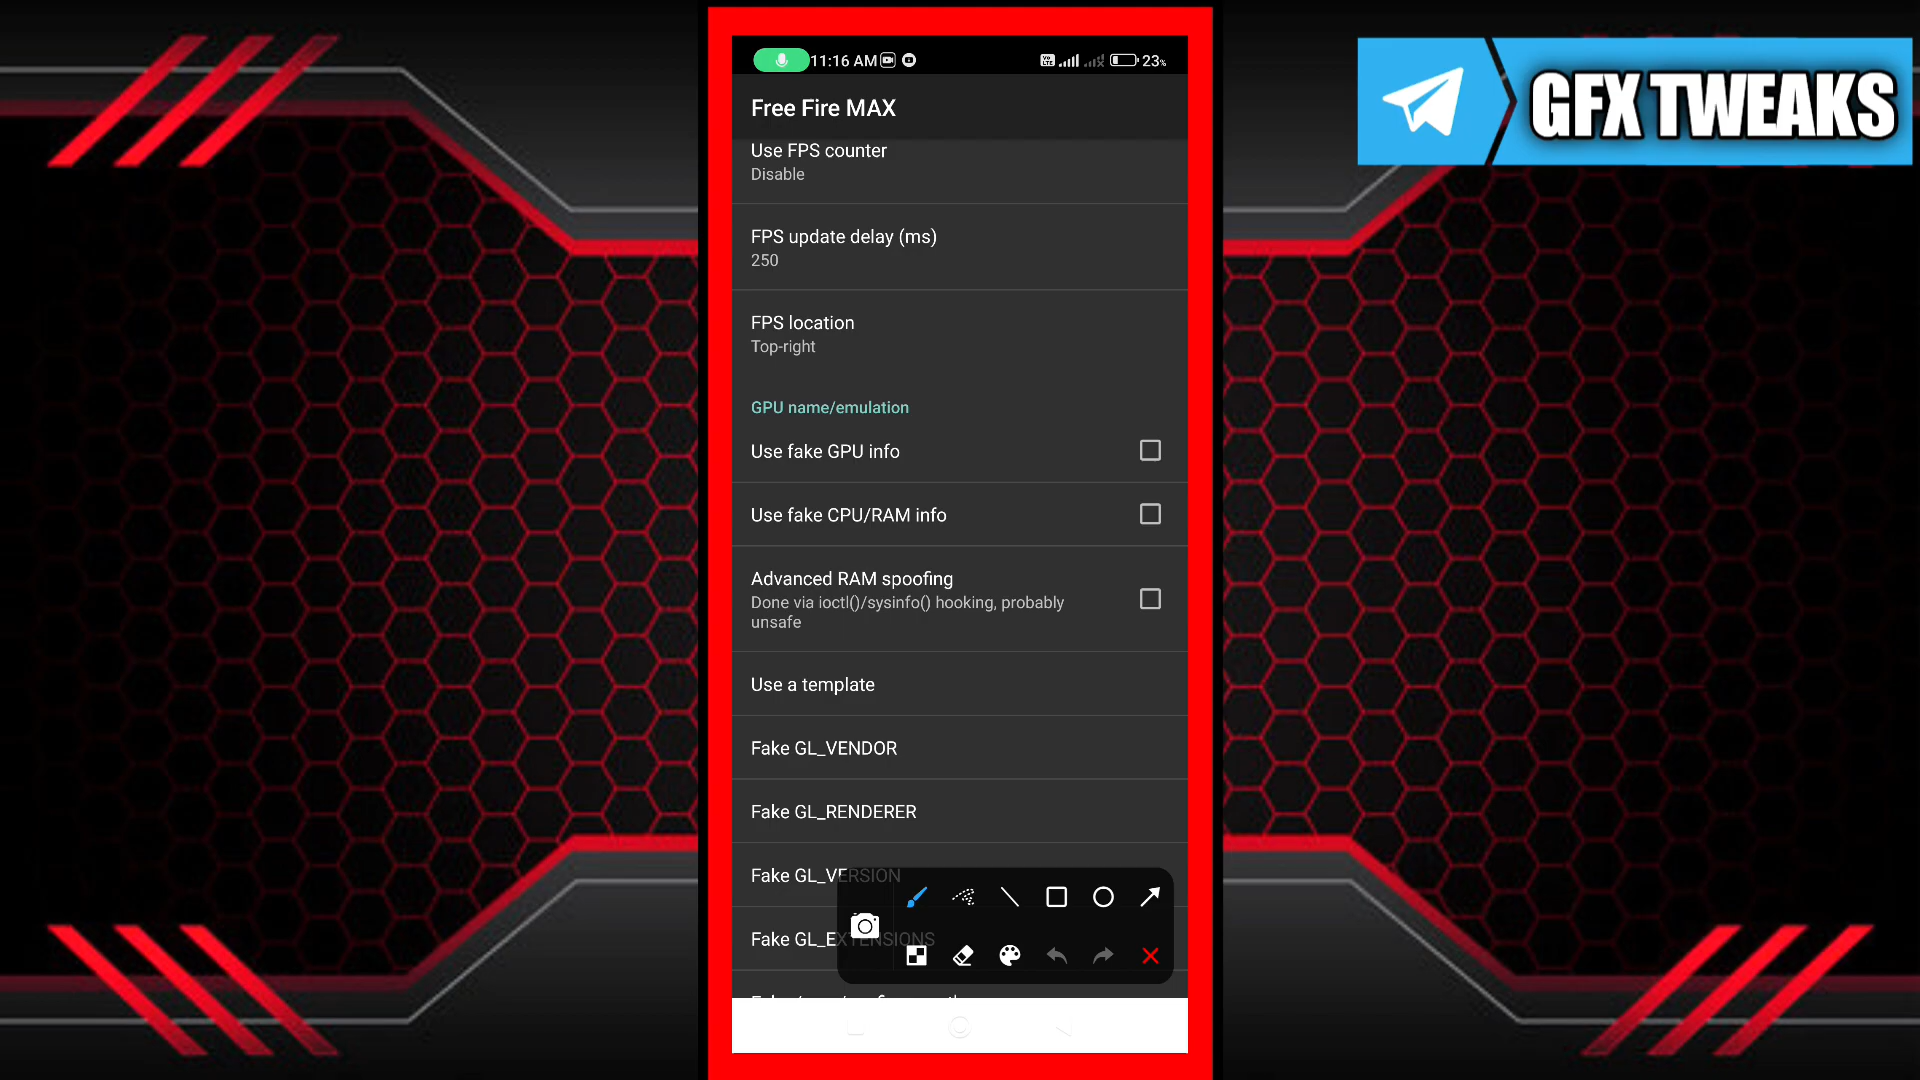 11:16 AM
23%
GFX TWEAKS
Free Fire MAX
Use FPS counter
Disable
FPS update delay (ms)
250
FPS location
Top-right
GPU name/emulation
Use fake GPU info
Use fake CPU/RAM info
Advanced RAM spoofing
Done via ioctl()/sysinfo() hooking, probably
unsafe
Use a template
Fake GL_VENDOR
Fake GL_RENDERER
Fake GL_VERSION
Fake GL_EXTENSIONS